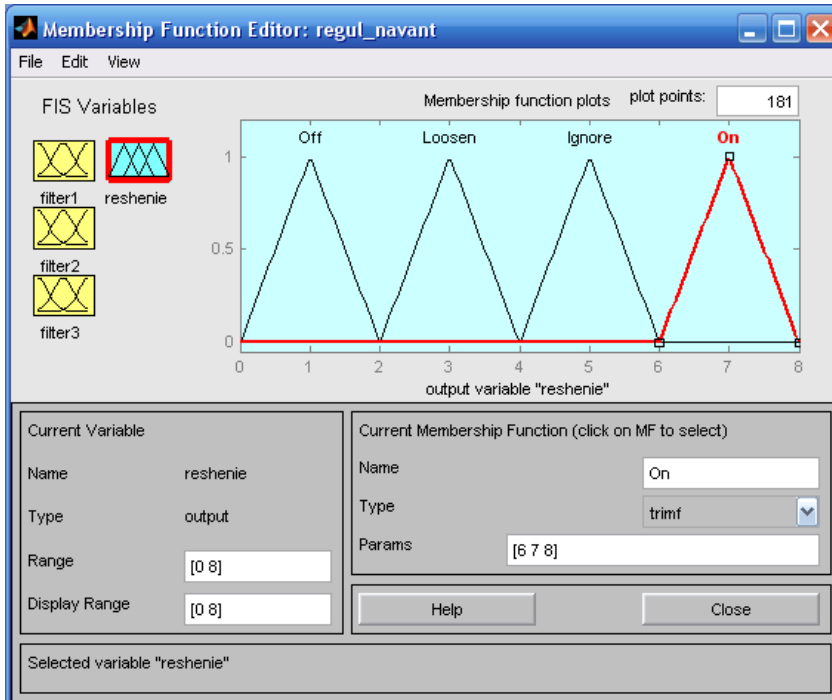 Membership Function Editor: regul_navant
File Edit View
FIS Variables
filter1
reshenie
filter2
filter3
Membership function plots
plot points:
181
Off Loosen Ignore On
1
0.5
0
0 1 2 3 4 5 6 7 8
output variable "reshenie"
Current Variable
Name reshenie
Type output
Range [0 8]
Display Range [0 8]
Current Membership Function (click on MF to select)
Name On
Type trimf
Params [6 7 8]
Help Close
Selected variable "reshenie"